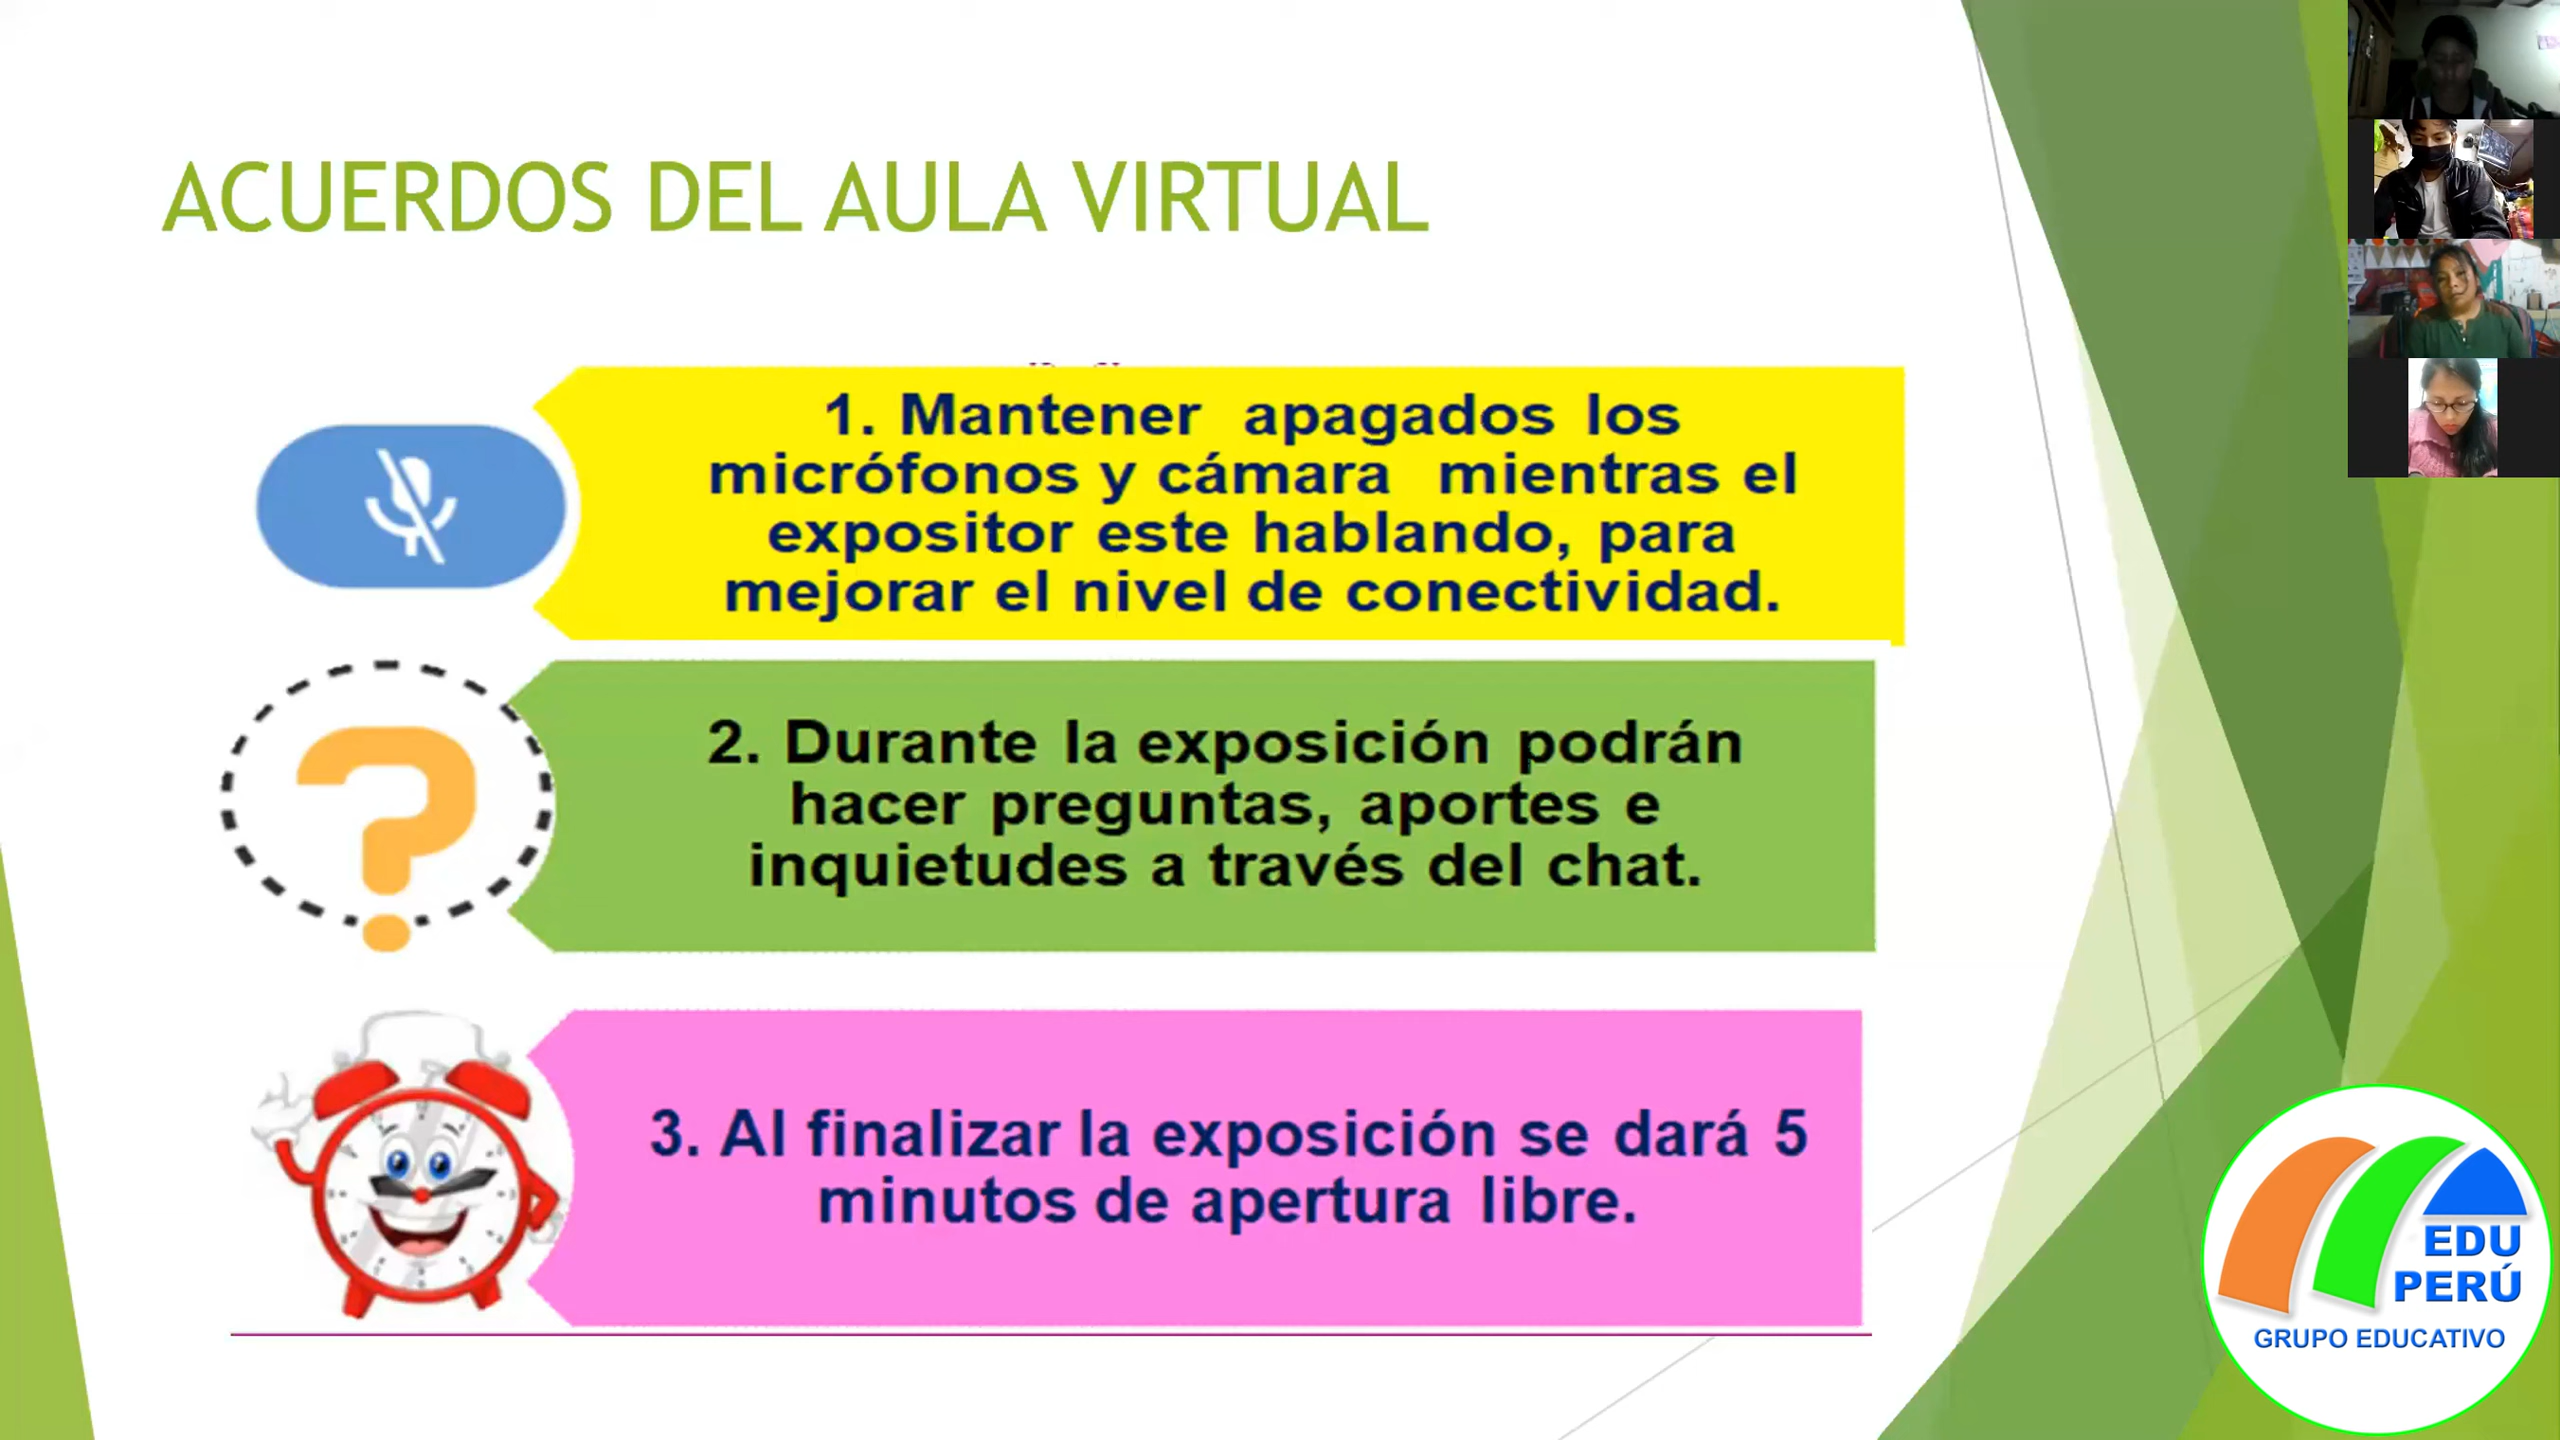 ACUERDOS DEL AULA VIRTUAL
1. Mantener apagados los
micrófonos y cámara mientras el
expositor este hablando, para
mejorar el nivel de conectividad.
2. Durante la exposición podrán
hacer preguntas, aportes e
inquietudes a través del chat.
3. Al finalizar la exposición se dará 5
minutos de apertura libre.
EDU
PERÚ
GRUPO EDUCATIVO